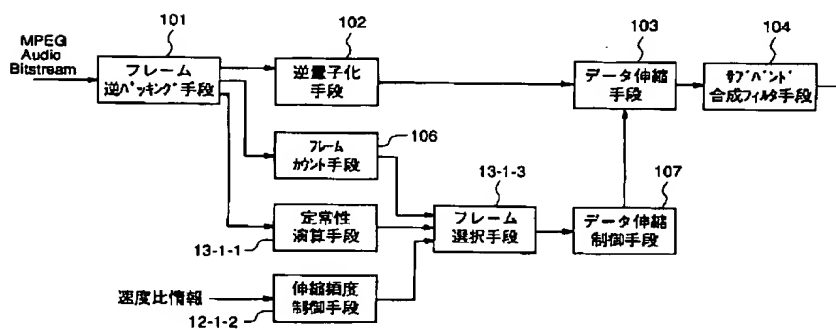 MPEG
Audio
Bitstream
101
フレーム
逆パッキング手段
102
逆量子化
手段
103
データ伸縮
手段
104
サブバンド
合成フィルタ手段
106
フレーム
カウント手段
13-1-1
定常性
演算手段
13-1-3
フレーム
選択手段
107
データ伸縮
制御手段
速度比情報
伸縮頻度
制御手段
12-1-2